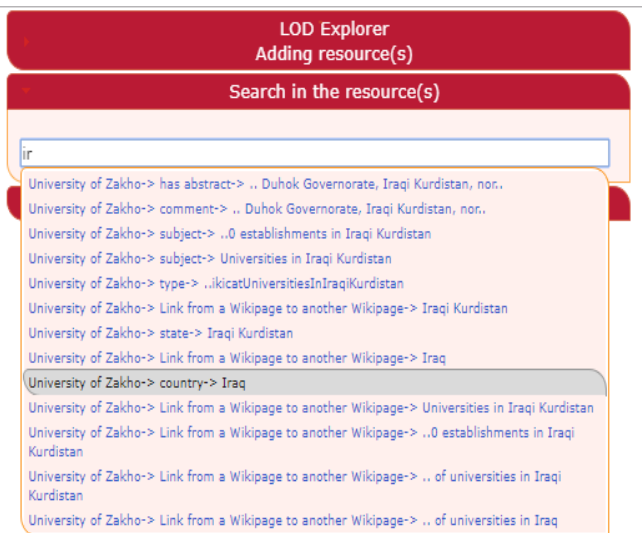 LOD Explorer
Adding resource(s)
Search in the resource(s)
ir
University of Zakho-> has abstract-> .. Duhok Governorate, Iraqi Kurdistan, nor..
University of Zakho-> comment-> .. Duhok Governorate, Iraqi Kurdistan, nor..
University of Zakho-> subject-> ..0 establishments in Iraqi Kurdistan
University of Zakho-> subject-> Universities in Iraqi Kurdistan
University of Zakho-> type-> ..ikicatUniversitiesInIraqiKurdistan
University of Zakho-> Link from a Wikipage to another Wikipage-> Iraqi Kurdistan
University of Zakho-> state-> Iraqi Kurdistan
University of Zakho-> Link from a Wikipage to another Wikipage-> Iraq
University of Zakho-> country-> Iraq
University of Zakho-> Link from a Wikipage to another Wikipage-> Universities in Iraqi Kurdistan
University of Zakho-> Link from a Wikipage to another Wikipage-> ..0 establishments in Iraqi
Kurdistan
University of Zakho-> Link from a Wikipage to another Wikipage-> .. of universities in Iraqi
Kurdistan
University of Zakho-> Link from a Wikipage to another Wikipage-> .. of universities in Iraq